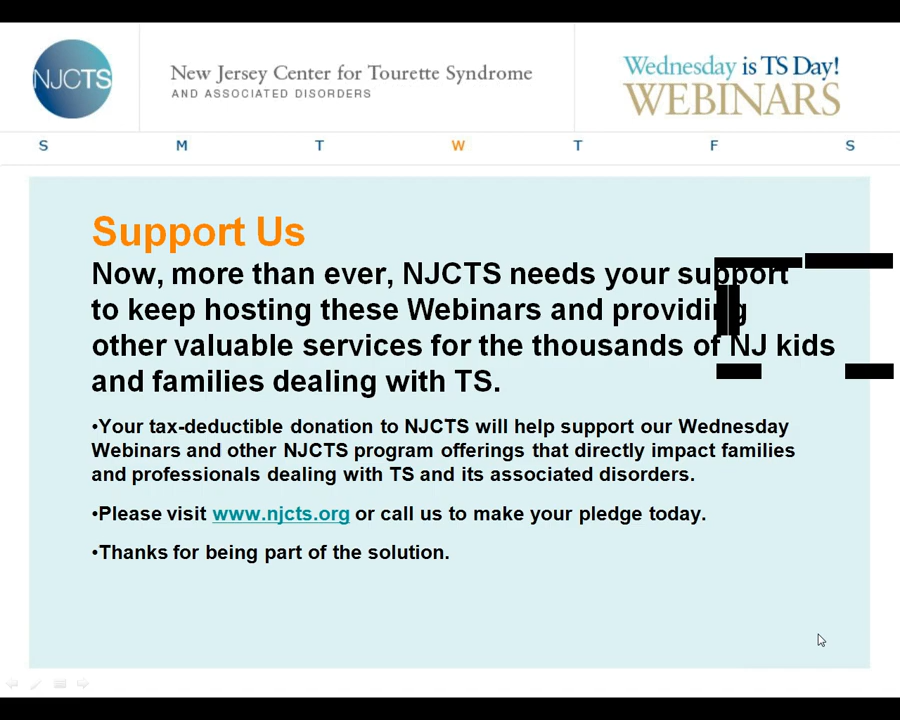 NJCTS
New Jersey Center for Tourette Syndrome
AND ASSOCIATED DISORDERS
Wednesday is TS Day!
WEBINARS
S M T W T F S
Support Us
Now, more than ever, NJCTS needs your support
to keep hosting these Webinars and providing
other valuable services for the thousands of NJ kids
and families dealing with TS.
•Your tax-deductible donation to NJCTS will help support our Wednesday
Webinars and other NJCTS program offerings that directly impact families
and professionals dealing with TS and its associated disorders.
•Please visit www.njcts.org or call us to make your pledge today.
•Thanks for being part of the solution.